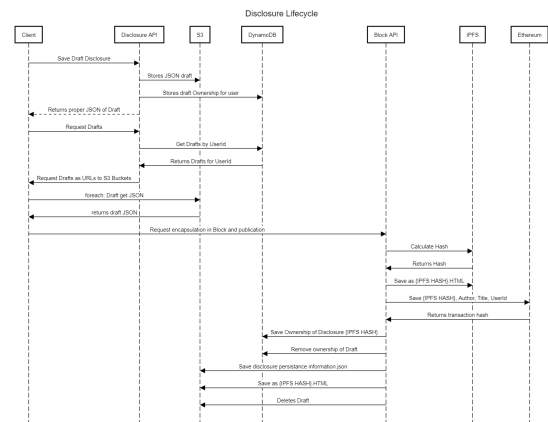 Disclosure Lifecycle
Client
Disclosure API
S3
DynamoDB
Block API
IPFS
Ethereum
Save Draft Disclosure
Stores JSON draft
Stores draft Ownership for user
Returns proper JSON of Draft
Request Drafts
Get Drafts by UserId
Returns Drafts for UserId
Request Drafts as URLs to S3 Buckets
foreach: Draft get JSON
returns draft JSON
Request encapsulation in Block and publication
Calculate Hash
Returns Hash
Save as {IPFS HASH}.HTML
Save {IPFS HASH}, Author, Title, UserId
Returns transaction hash
Save Ownership of Disclosure {IPFS HASH}
Remove ownership of Draft
Save disclosure persistance information json
Save as {IPFS HASH}.HTML
Deletes Draft